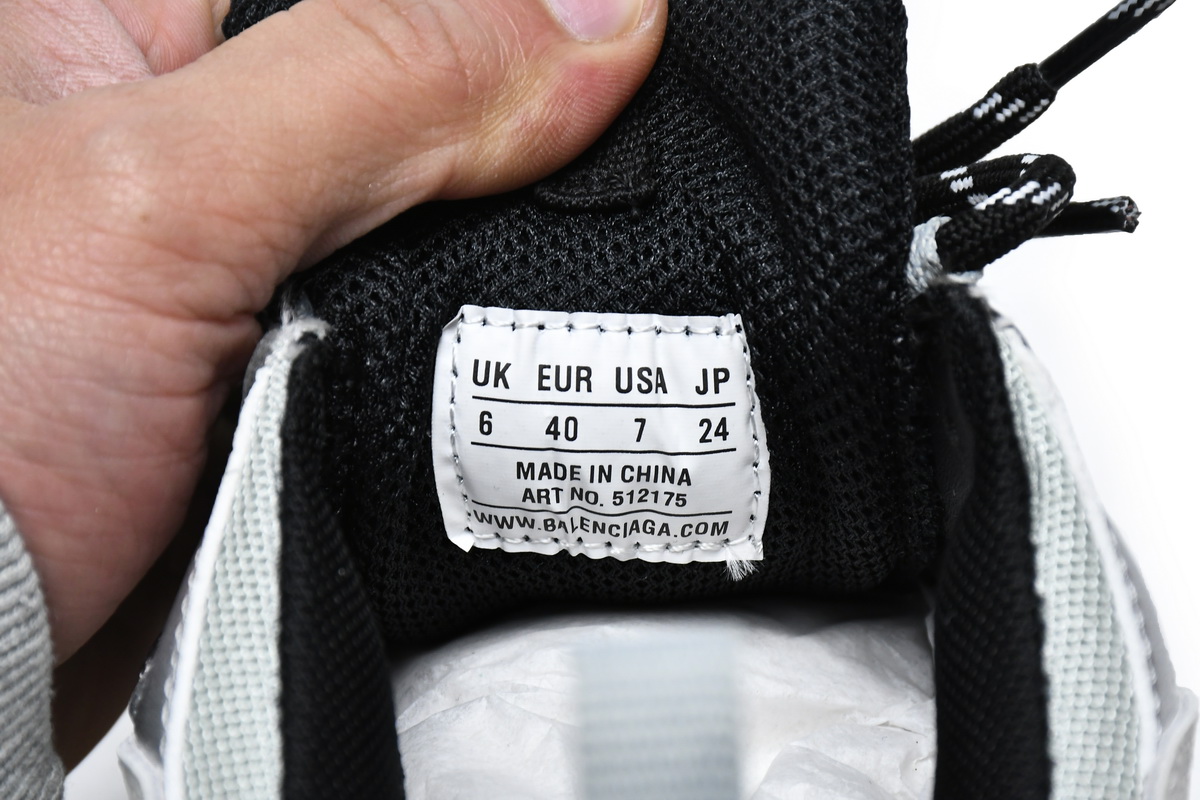 UK EUR USA JP
6 40 7 24
MADE IN CHINA
ART NO. 512175
WWW.BALENCIAGA.COM